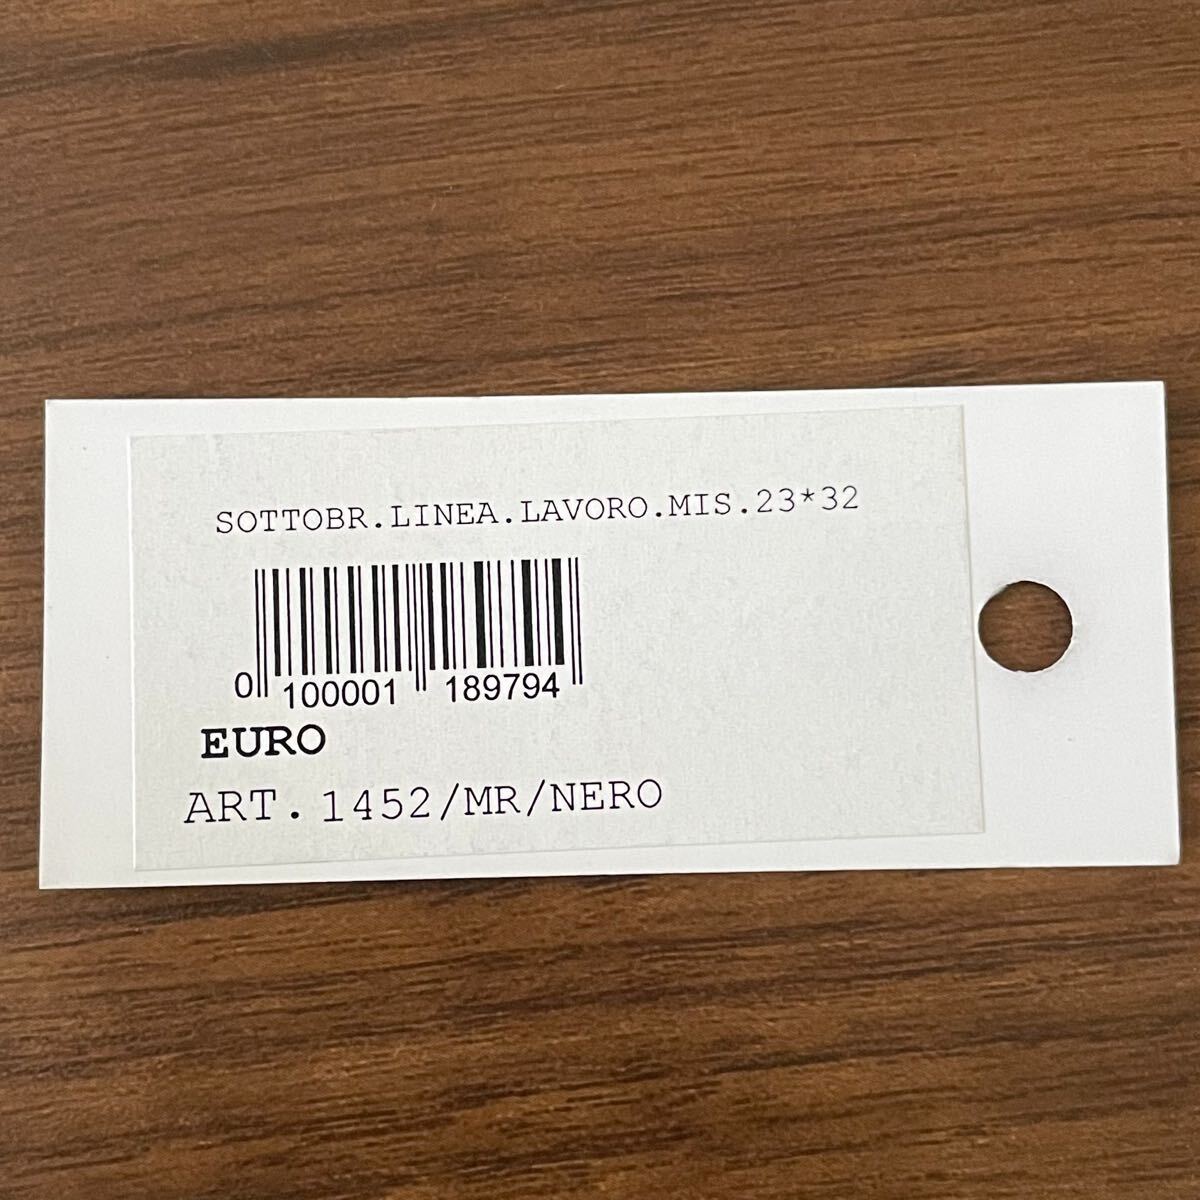 SOTTOBR.LINEA.LAVORO.MIS.23*32
0 100001 189794
EURO
ART.1452/MR/NERO